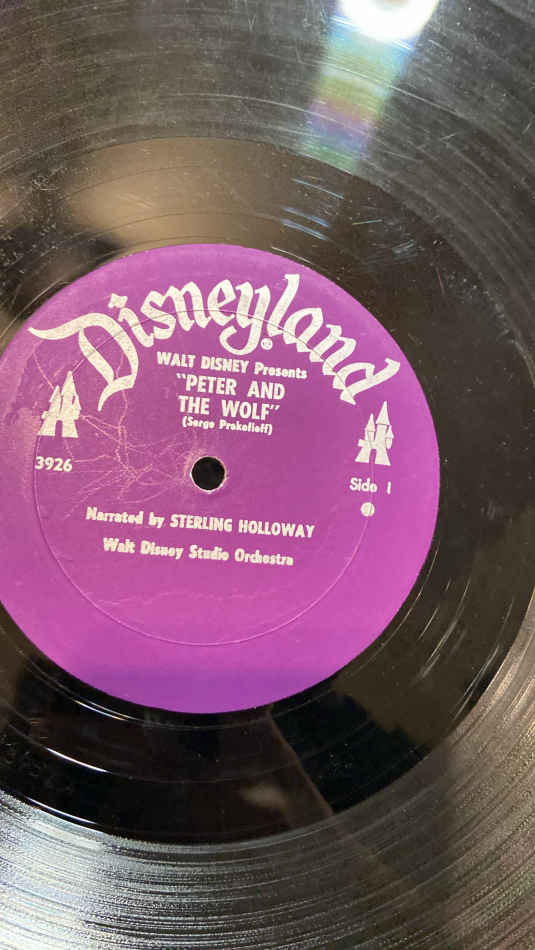 Disneyland
WALT DISNEY Presents
"PETER AND
THE WOLF"
(Serge Prokofieff)
3926
Side 1
Narrated by STERLING HOLLOWAY
Walt Disney Studio Orchestra